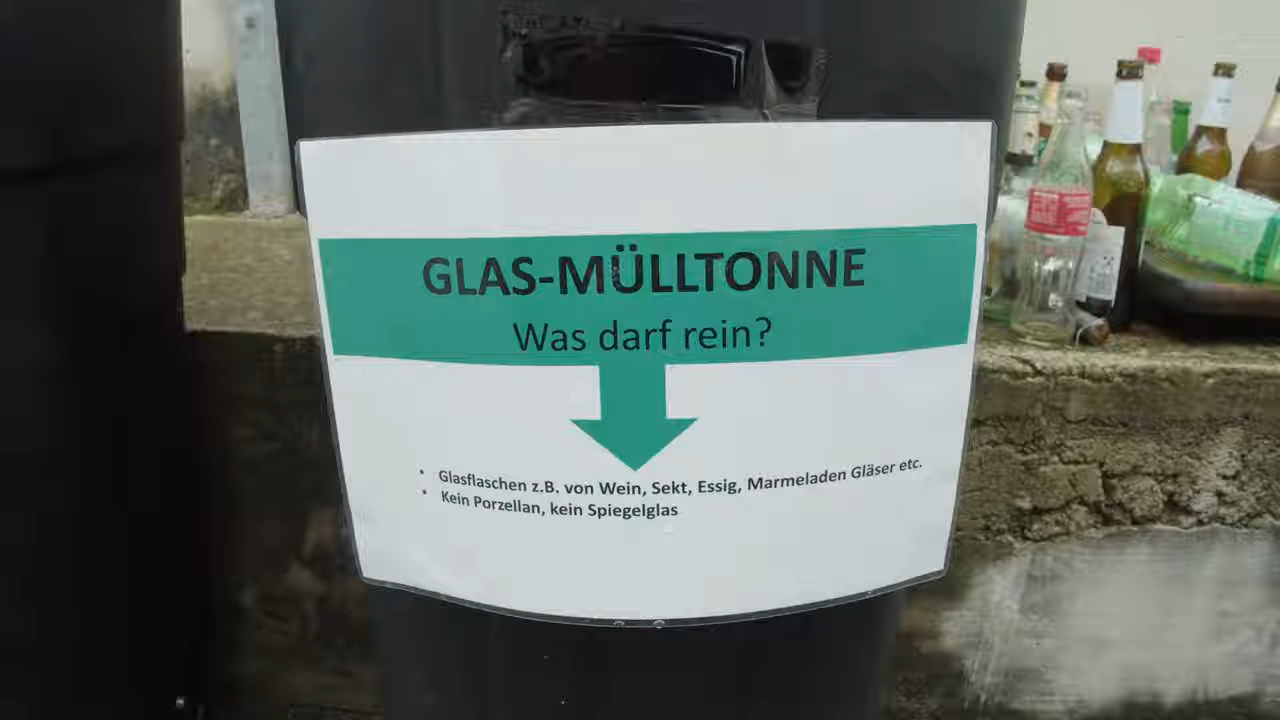 GLAS-MÜLLTONNE
Was darf rein?
• Glasflaschen z.B. von Wein, Sekt, Essig, Marmeladen Gläser etc.
• Kein Porzellan, kein Spiegelglas